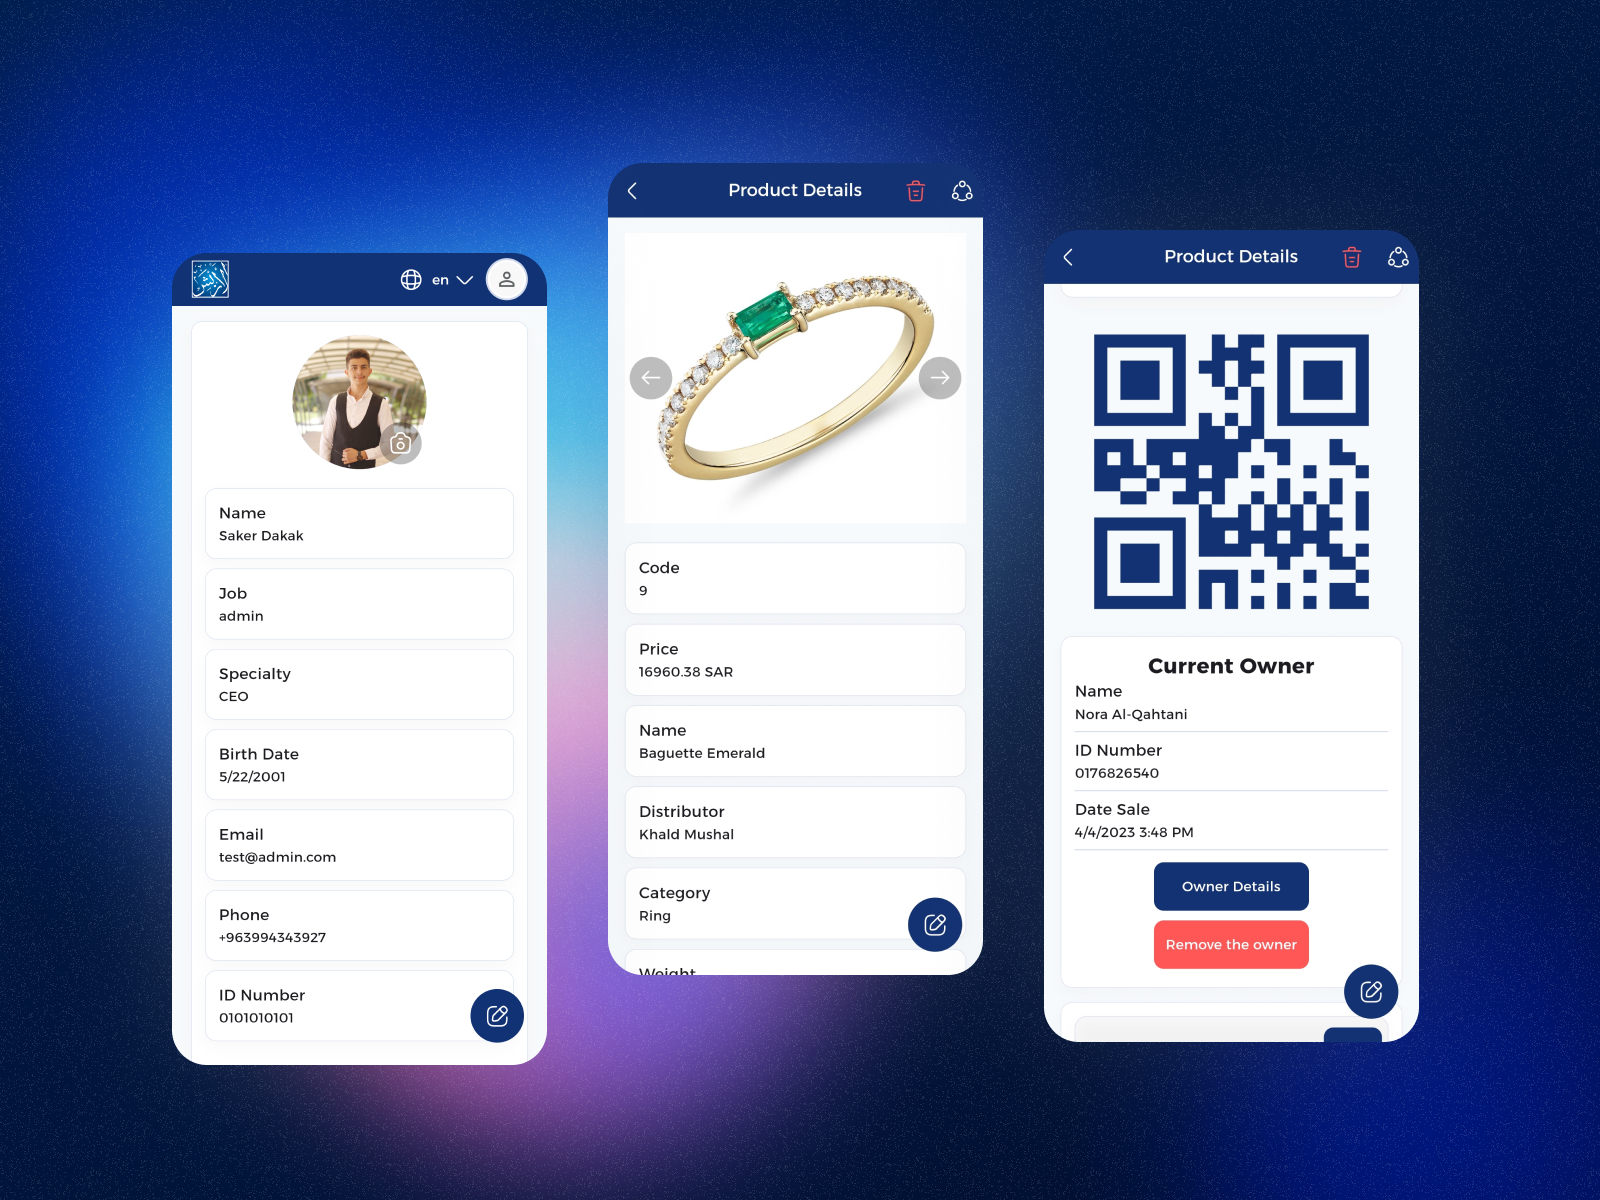 en
Name
Saker Dakak
Job
admin
Specialty
CEO
Birth Date
5/22/2001
Email
test@admin.com
Phone
+963994343927
ID Number
0101010101
Product Details
Code
9
Price
16960.38 SAR
Name
Baguette Emerald
Distributor
Khald Mushal
Category
Ring
Weight
Product Details
Current Owner
Name
Nora Al-Qahtani
ID Number
0176826540
Date Sale
4/4/2023 3:48 PM
Owner Details
Remove the owner